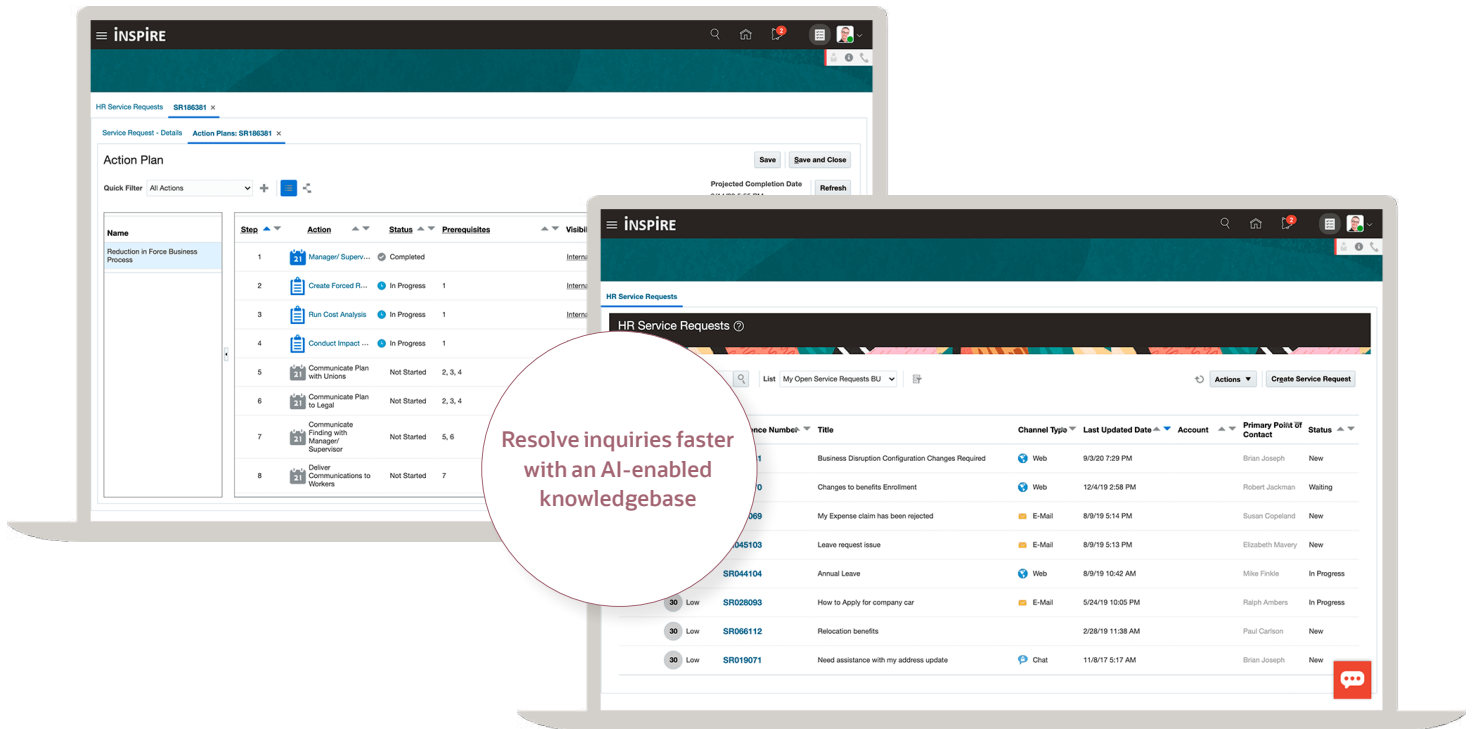 INSPIRE
2
HR Service Requests SR186381 ×
Service Request - Details Action Plans: SR186381 ×
Action Plan
Save Save and Close
Quick Filter All Actions
Projected Completion Date
Refresh
Name
Reduction in Force Business
Process
Step Action Status Prerequisites
1 Manager/ Superv... Completed
2 Create Forced R... In Progress 1
3 Run Cost Analysis In Progress 1
4 Conduct Impact ... In Progress 1
5 Communicate Plan
with Unions
Not Started 2, 3, 4
6 Communicate Plan
to Legal
Not Started 2, 3, 4
7 Communicate
Finding with
Manager/
Supervisor
Not Started 5, 6
8 Deliver
Communications to
Workers
Not Started 7
21
21
21
21
21
Resolve inquiries faster
with an AI-enabled
knowledgebase
INSPIRE
2
HR Service Requests
HR Service Requests ?
List My Open Service Requests BU
Actions Create Service Request
Title Channel Type Last Updated Date Account Primary Point of
Contact
Status
Business Disruption Configuration Changes Required Web 9/3/20 7:29 PM Brian Joseph New
Changes to benefits Enrollment Web 12/4/19 2:58 PM Robert Jackman Waiting
My Expense claim has been rejected E-Mail 8/9/19 5:14 PM Susan Copeland New
Leave request issue E-Mail 8/9/19 5:13 PM Elizabeth Mavery New
SR044104 Annual Leave Web 8/9/19 10:42 AM Mike Finkle In Progress
30 Low SR028093 How to Apply for company car E-Mail 5/24/19 10:05 PM Ralph Ambers In Progress
30 Low SR066112 Relocation benefits 2/28/19 11:38 AM Paul Carlson New
30 Low SR019071 Need assistance with my address update Chat 11/8/17 5:17 AM Brian Joseph New